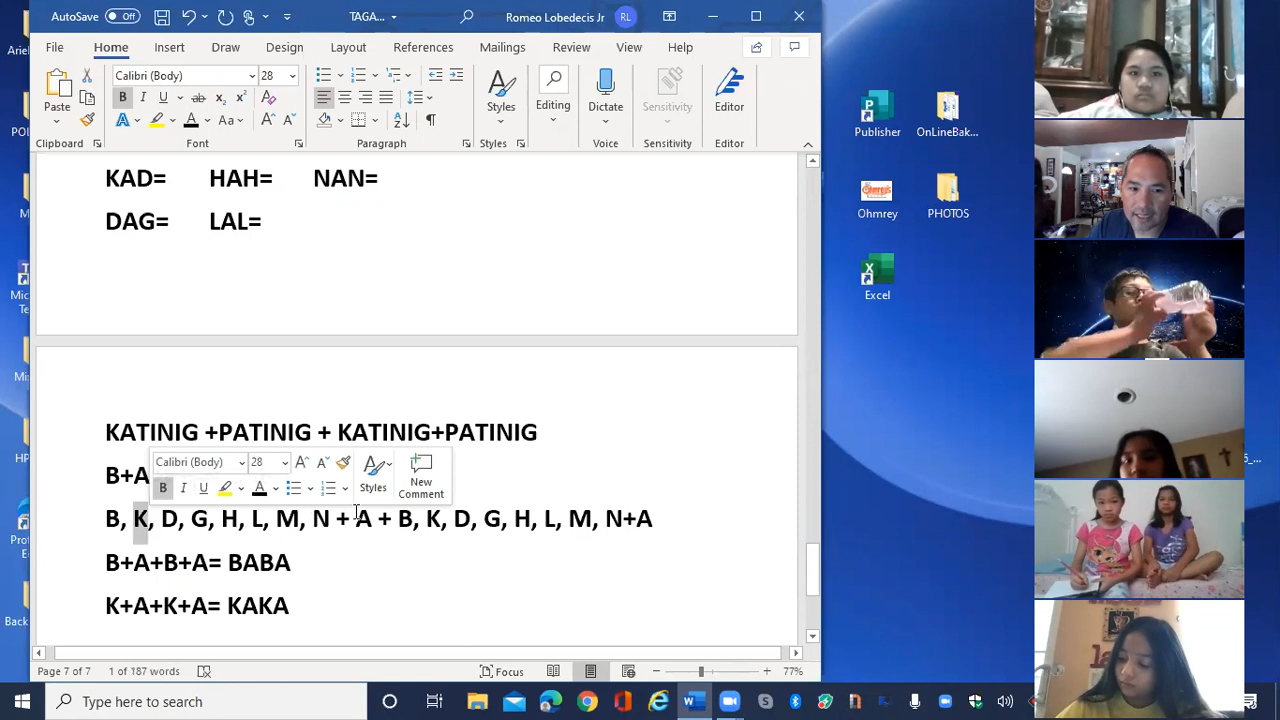 AutoSave Off TAGA... Romeo Lobedecis Jr RL
File Home Insert Draw Design Layout References Mailings Review View Help
Calibri (Body) 28
Paste Styles Editing Dictate Sensitivity Editor
Clipboard Font Paragraph Styles Voice Sensitivity Editor
KAD= HAH= NAN=
DAG= LAL=
KATINIG +PATINIG + KATINIG+PATINIG
B+A
Calibri (Body) 28
Styles New Comment
B, K, D, G, H, L, M, N + A + B, K, D, G, H, L, M, N+A
B+A+B+A= BABA
K+A+K+A= KAKA
Page 7 of 7 1 of 187 words Focus 77%
Type here to search
Publisher OnLineBak...
Ohmrey PHOTOS
Excel